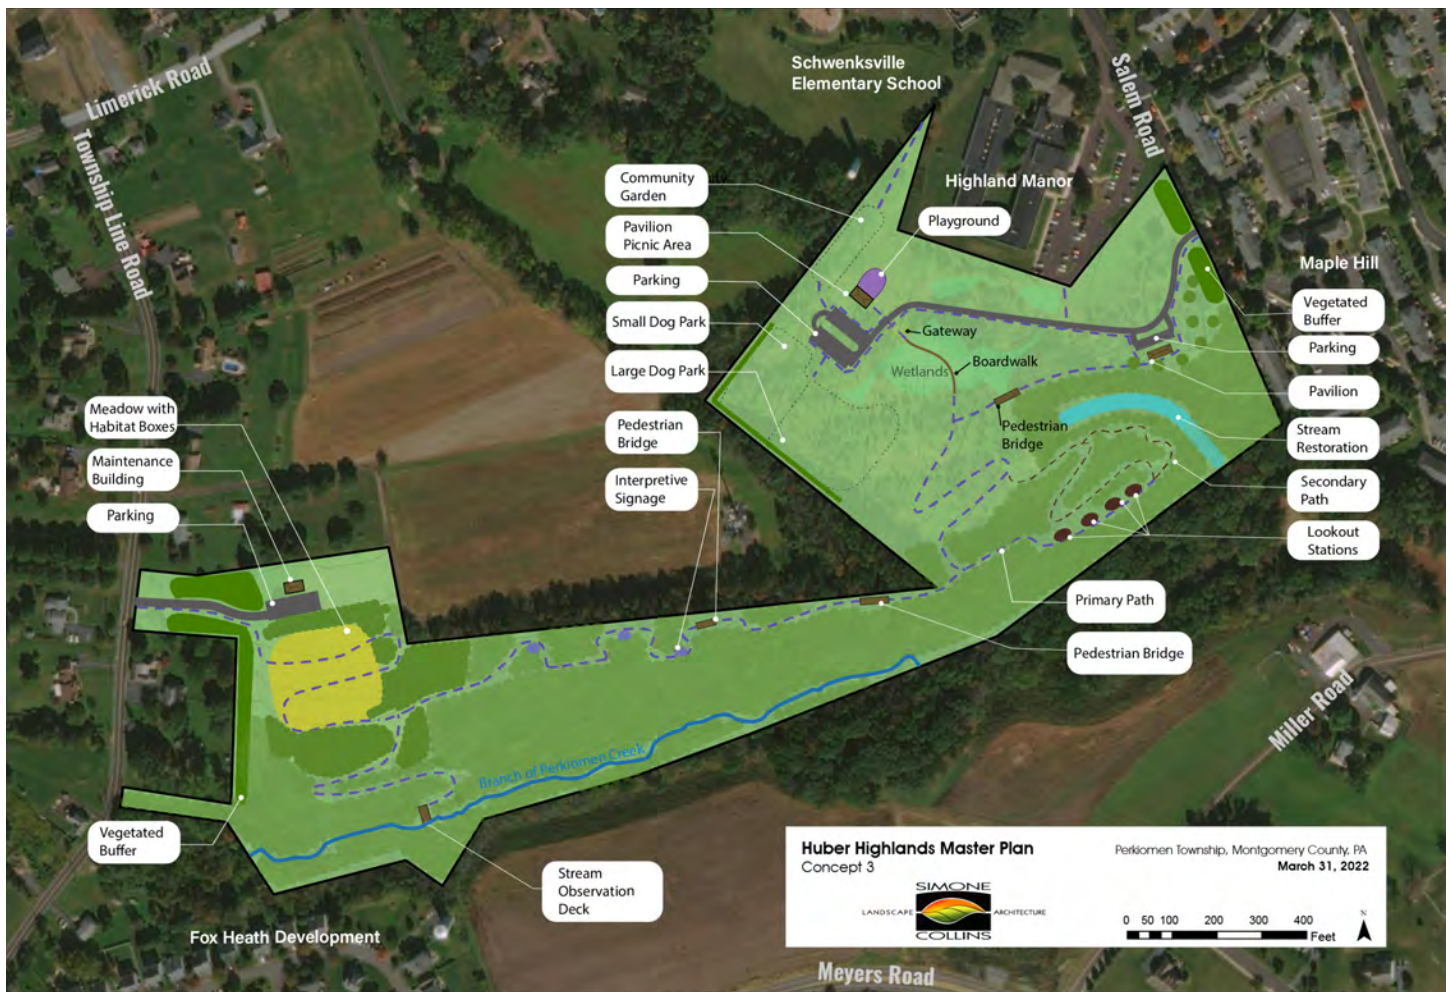 Limerick Road
Township Line Road
Schwenksville
Elementary School
Salem Road
Highland Manor
Maple Hill
Community
Garden
Pavilion
Picnic Area
Parking
Small Dog Park
Large Dog Park
Pedestrian
Bridge
Interpretive
Signage
Playground
Gateway
Boardwalk
Wetlands
Pedestrian
Bridge
Vegetated
Buffer
Parking
Pavilion
Stream
Restoration
Secondary
Path
Lookout
Stations
Primary Path
Pedestrian Bridge
Meadow with
Habitat Boxes
Maintenance
Building
Parking
Vegetated
Buffer
Branch of Perkiomen Creek
Stream
Observation
Deck
Fox Heath Development
Miller Road
Meyers Road
Huber Highlands Master Plan
Concept 3
Perkiomen Township, Montgomery County, PA
March 31, 2022
SIMONE
LANDSCAPE ARCHITECTURE
COLLINS
0 50 100 200 300 400
Feet
N